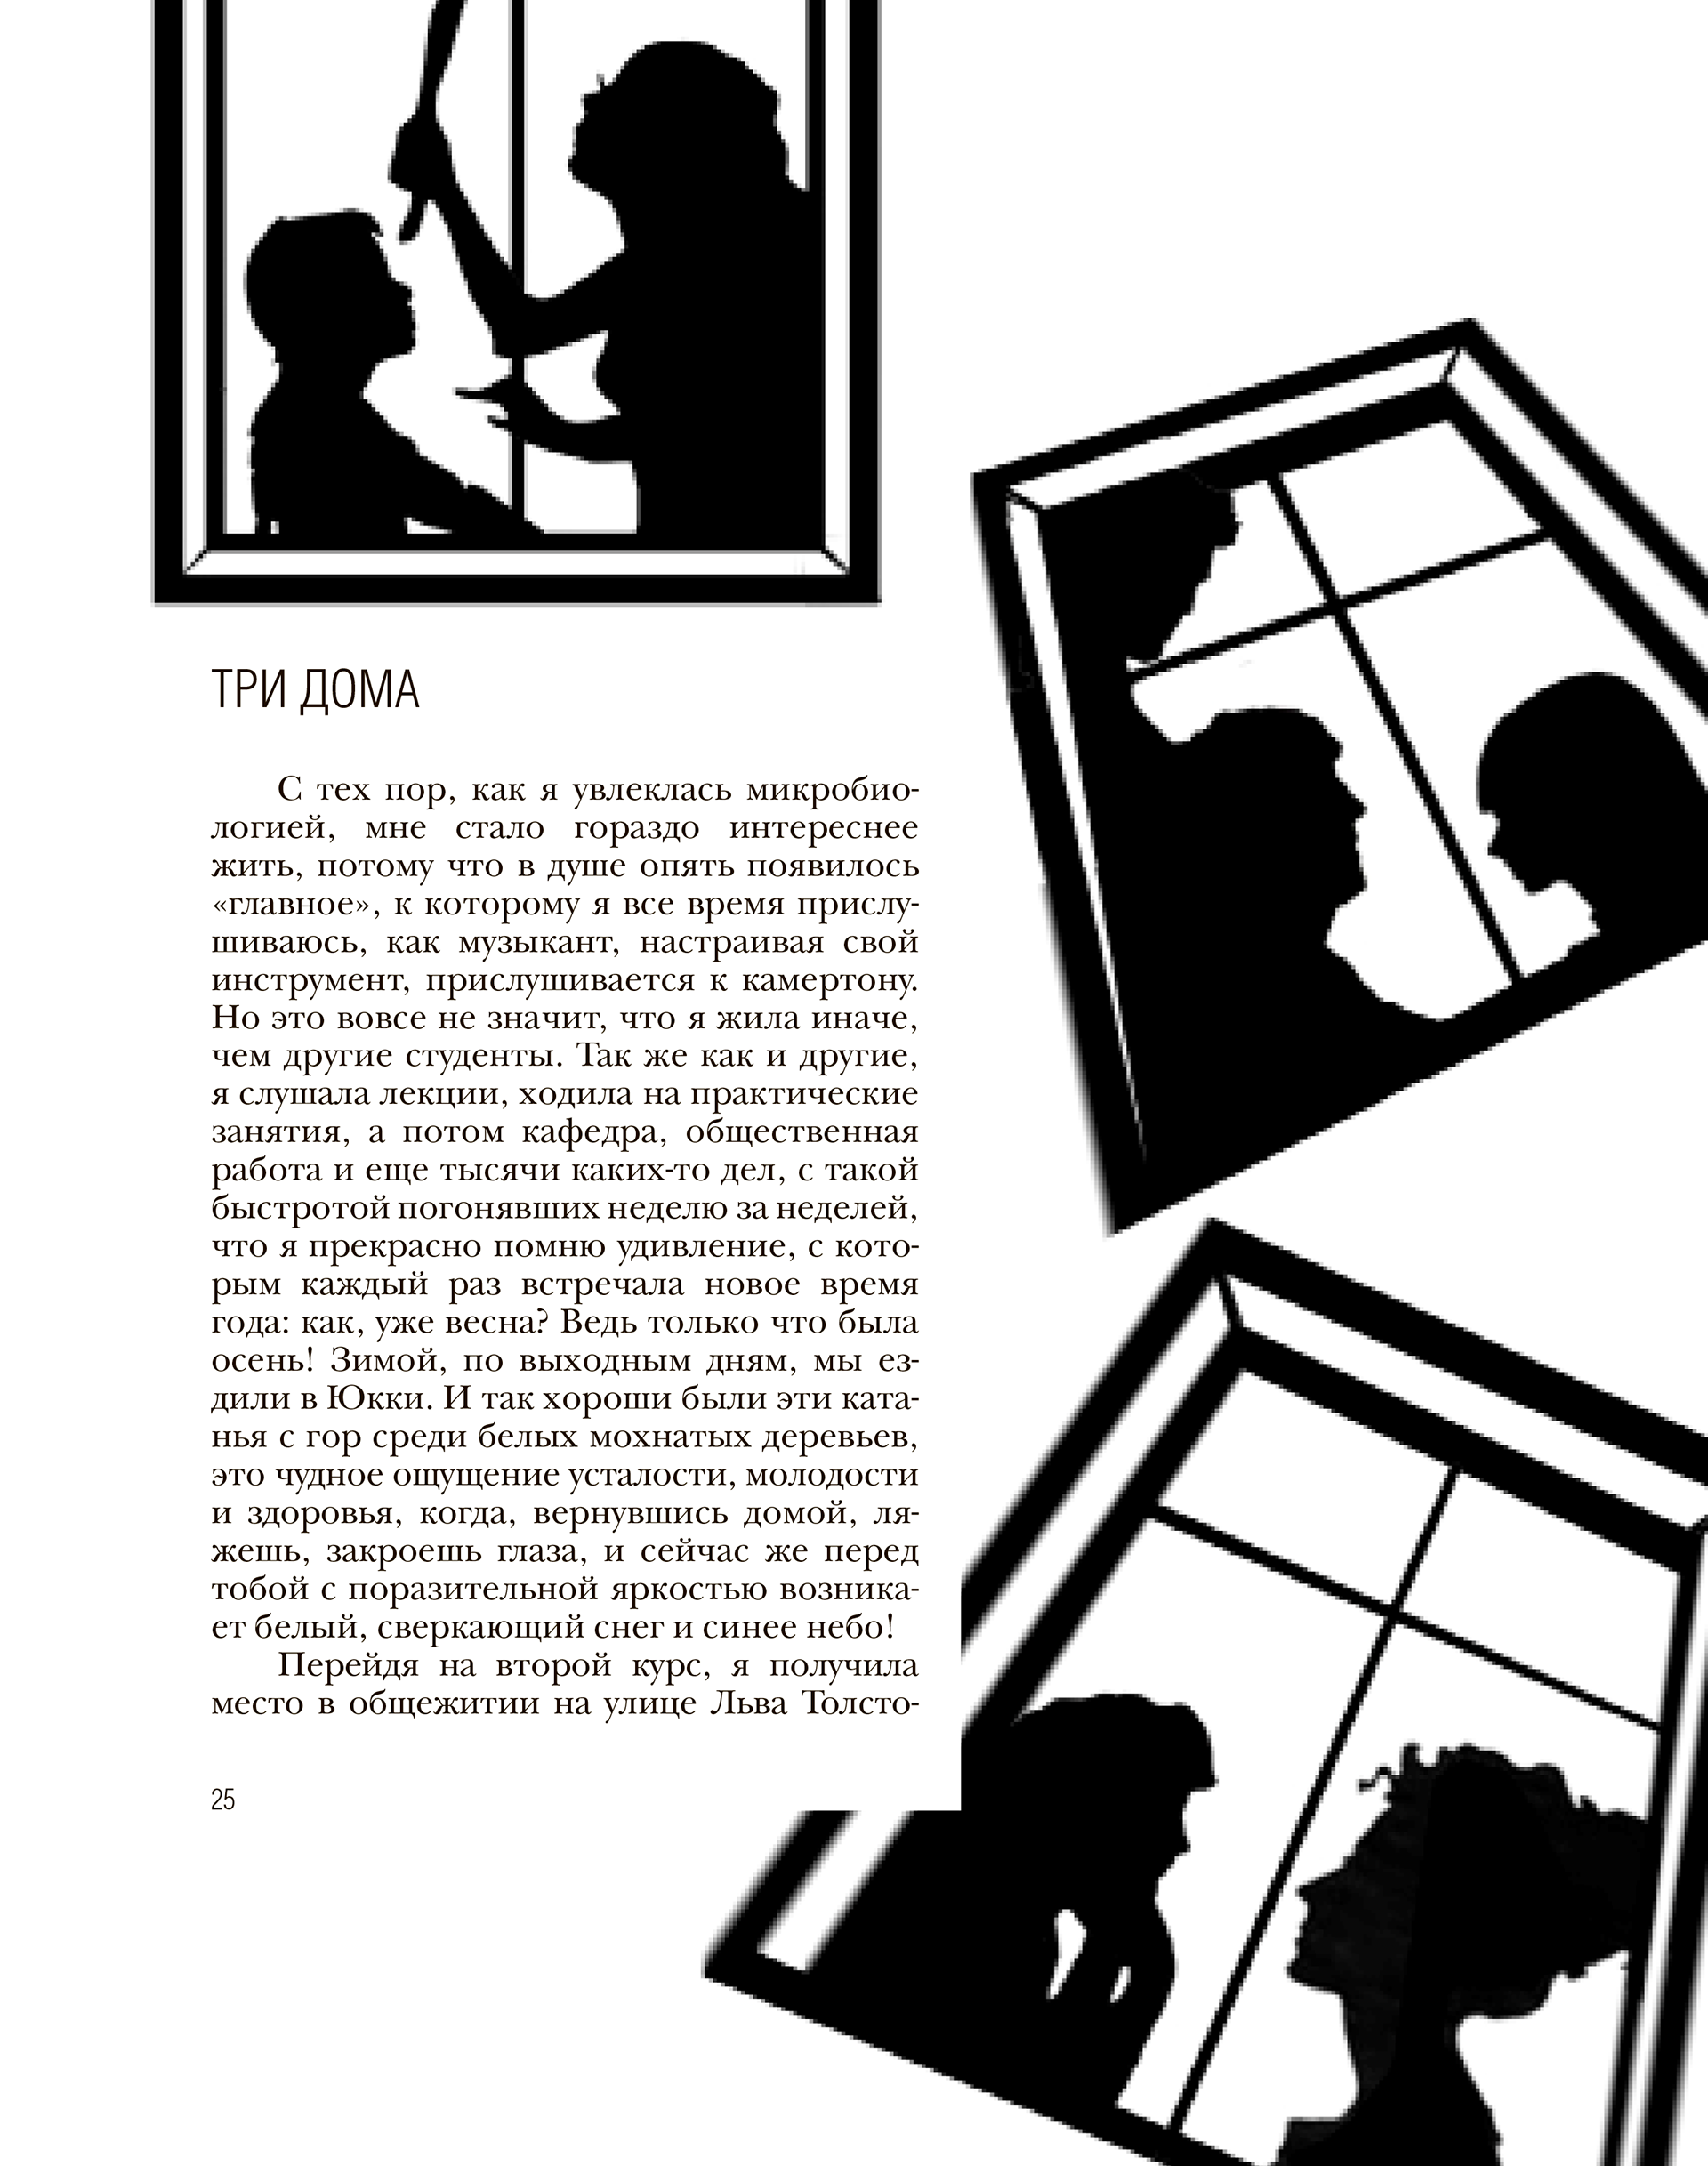 ТРИ ДОМА
С тех пор, как я увлеклась микробио-
логией, мне стало гораздо интереснее
жить, потому что в душе опять появилось
«главное», к которому я все время прислу-
шиваюсь, как музыкант, настраивая свой
инструмент, прислушивается к камертону.
Но это вовсе не значит, что я жила иначе,
чем другие студенты. Так же как и другие,
я слушала лекции, ходила на практические
занятия, а потом кафедра, общественная
работа и еще тысячи каких-то дел, с такой
быстротой погонявших неделю за неделей,
что я прекрасно помню удивление, с кото-
рым каждый раз встречала новое время
года: как, уже весна? Ведь только что была
осень! Зимой, по выходным дням, мы ез-
дили в Юкки. И так хороши были эти ката-
нья с гор среди белых мохнатых деревьев,
это чудное ощущение усталости, молодости
и здоровья, когда, вернувшись домой, ля-
жешь, закроешь глаза, и сейчас же перед
тобой с поразительной яркостью возника-
ет белый, сверкающий снег и синее небо!
Перейдя на второй курс, я получила
место в общежитии на улице Льва Толсто-
25